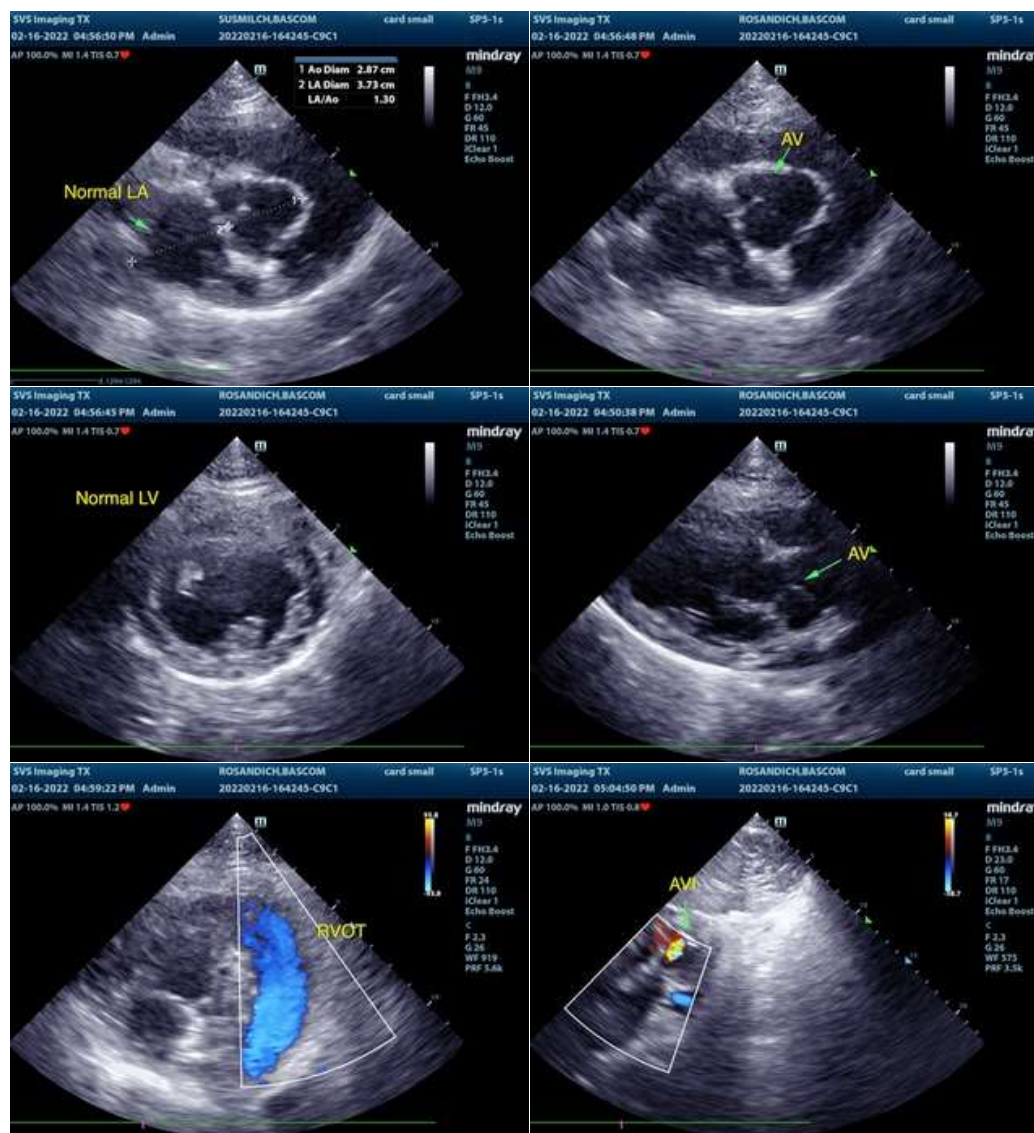 SVS Imaging TX SUSMILCH,BASCOM card small SP5-1s
02-16-2022 04:56:50 PM Admin 20220216-164245-C9C1
AP 100.0% MI 1.4 TIS 0.7
mindray
M9
1 Ao Diam 2.87 cm
2 LA Diam 3.73 cm
LA/Ao 1.30
B
F FH3.4
D 12.0
G 60
FR 45
DR 110
iClear 1
Echo Boost
Normal LA
SVS Imaging TX ROSANDICH,BASCOM card small SP5-1s
02-16-2022 04:56:48 PM Admin 20220216-164245-C9C1
AP 100.0% MI 1.4 TIS 0.7
mindray
M9
B
F FH3.4
D 12.0
G 60
FR 45
DR 110
iClear 1
Echo Boost
AV
SVS Imaging TX ROSANDICH,BASCOM card small SP5-1s
02-16-2022 04:56:45 PM Admin 20220216-164245-C9C1
AP 100.0% MI 1.4 TIS 0.7
mindray
M9
B
F FH3.4
D 12.0
G 60
FR 45
DR 110
iClear 1
Echo Boost
Normal LV
SVS Imaging TX ROSANDICH,BASCOM card small SP5-1s
02-16-2022 04:50:38 PM Admin 20220216-164245-C9C1
AP 100.0% MI 1.4 TIS 0.7
mindray
M9
B
F FH3.4
D 12.0
G 60
FR 45
DR 110
iClear 1
Echo Boost
AV
SVS Imaging TX ROSANDICH,BASCOM card small SP5-1s
02-16-2022 04:59:22 PM Admin 20220216-164245-C9C1
AP 100.0% MI 1.4 TIS 1.2
mindray
M9
B
F FH3.4
D 12.0
G 60
FR 24
DR 110
iClear 1
Echo Boost
C
F 2.3
G 26
WF 919
PRF 5.6k
RVOT
SVS Imaging TX ROSANDICH,BASCOM card small SP5-1s
02-16-2022 05:04:50 PM Admin 20220216-164245-C9C1
AP 100.0% MI 1.0 TIS 0.8
mindray
M9
B
F FH3.4
D 23.0
G 60
FR 17
DR 110
iClear 1
Echo Boost
C
F 2.3
G 26
WF 575
PRF 3.5k
AVI